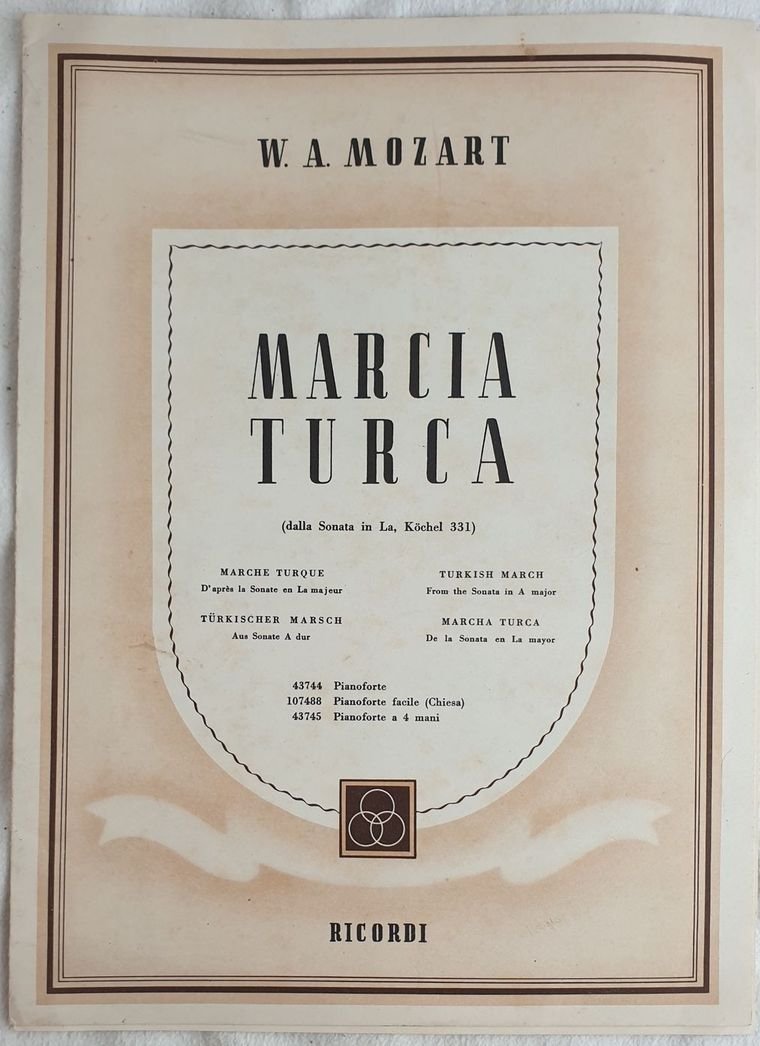 W. A. MOZART
MARCIA
TURCA
(dalla Sonata in La, Köchel 331)
MARCHE TURQUE
D'après la Sonate en La majeur
TÜRKISCHER MARSCH
Aus Sonate A dur
TURKISH MARCH
From the Sonata in A major
MARCHA TURCA
De la Sonata en La mayor
43744 Pianoforte
107488 Pianoforte facile (Chiesa)
43745 Pianoforte a 4 mani
RICORDI